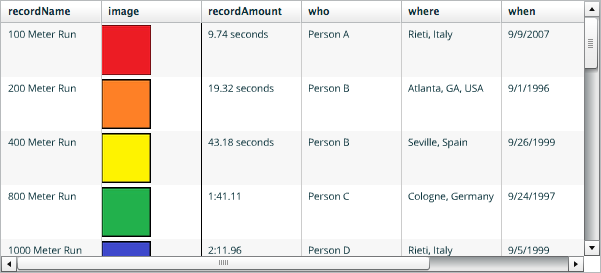 recordName image recordAmount who where when
100 Meter Run 9.74 seconds Person A Rieti, Italy 9/9/2007
200 Meter Run 19.32 seconds Person B Atlanta, GA, USA 9/1/1996
400 Meter Run 43.18 seconds Person B Seville, Spain 9/26/1999
800 Meter Run 1:41.11 Person C Cologne, Germany 9/24/1997
1000 Meter Run 2:11.96 Person D Rieti, Italy 9/5/1999